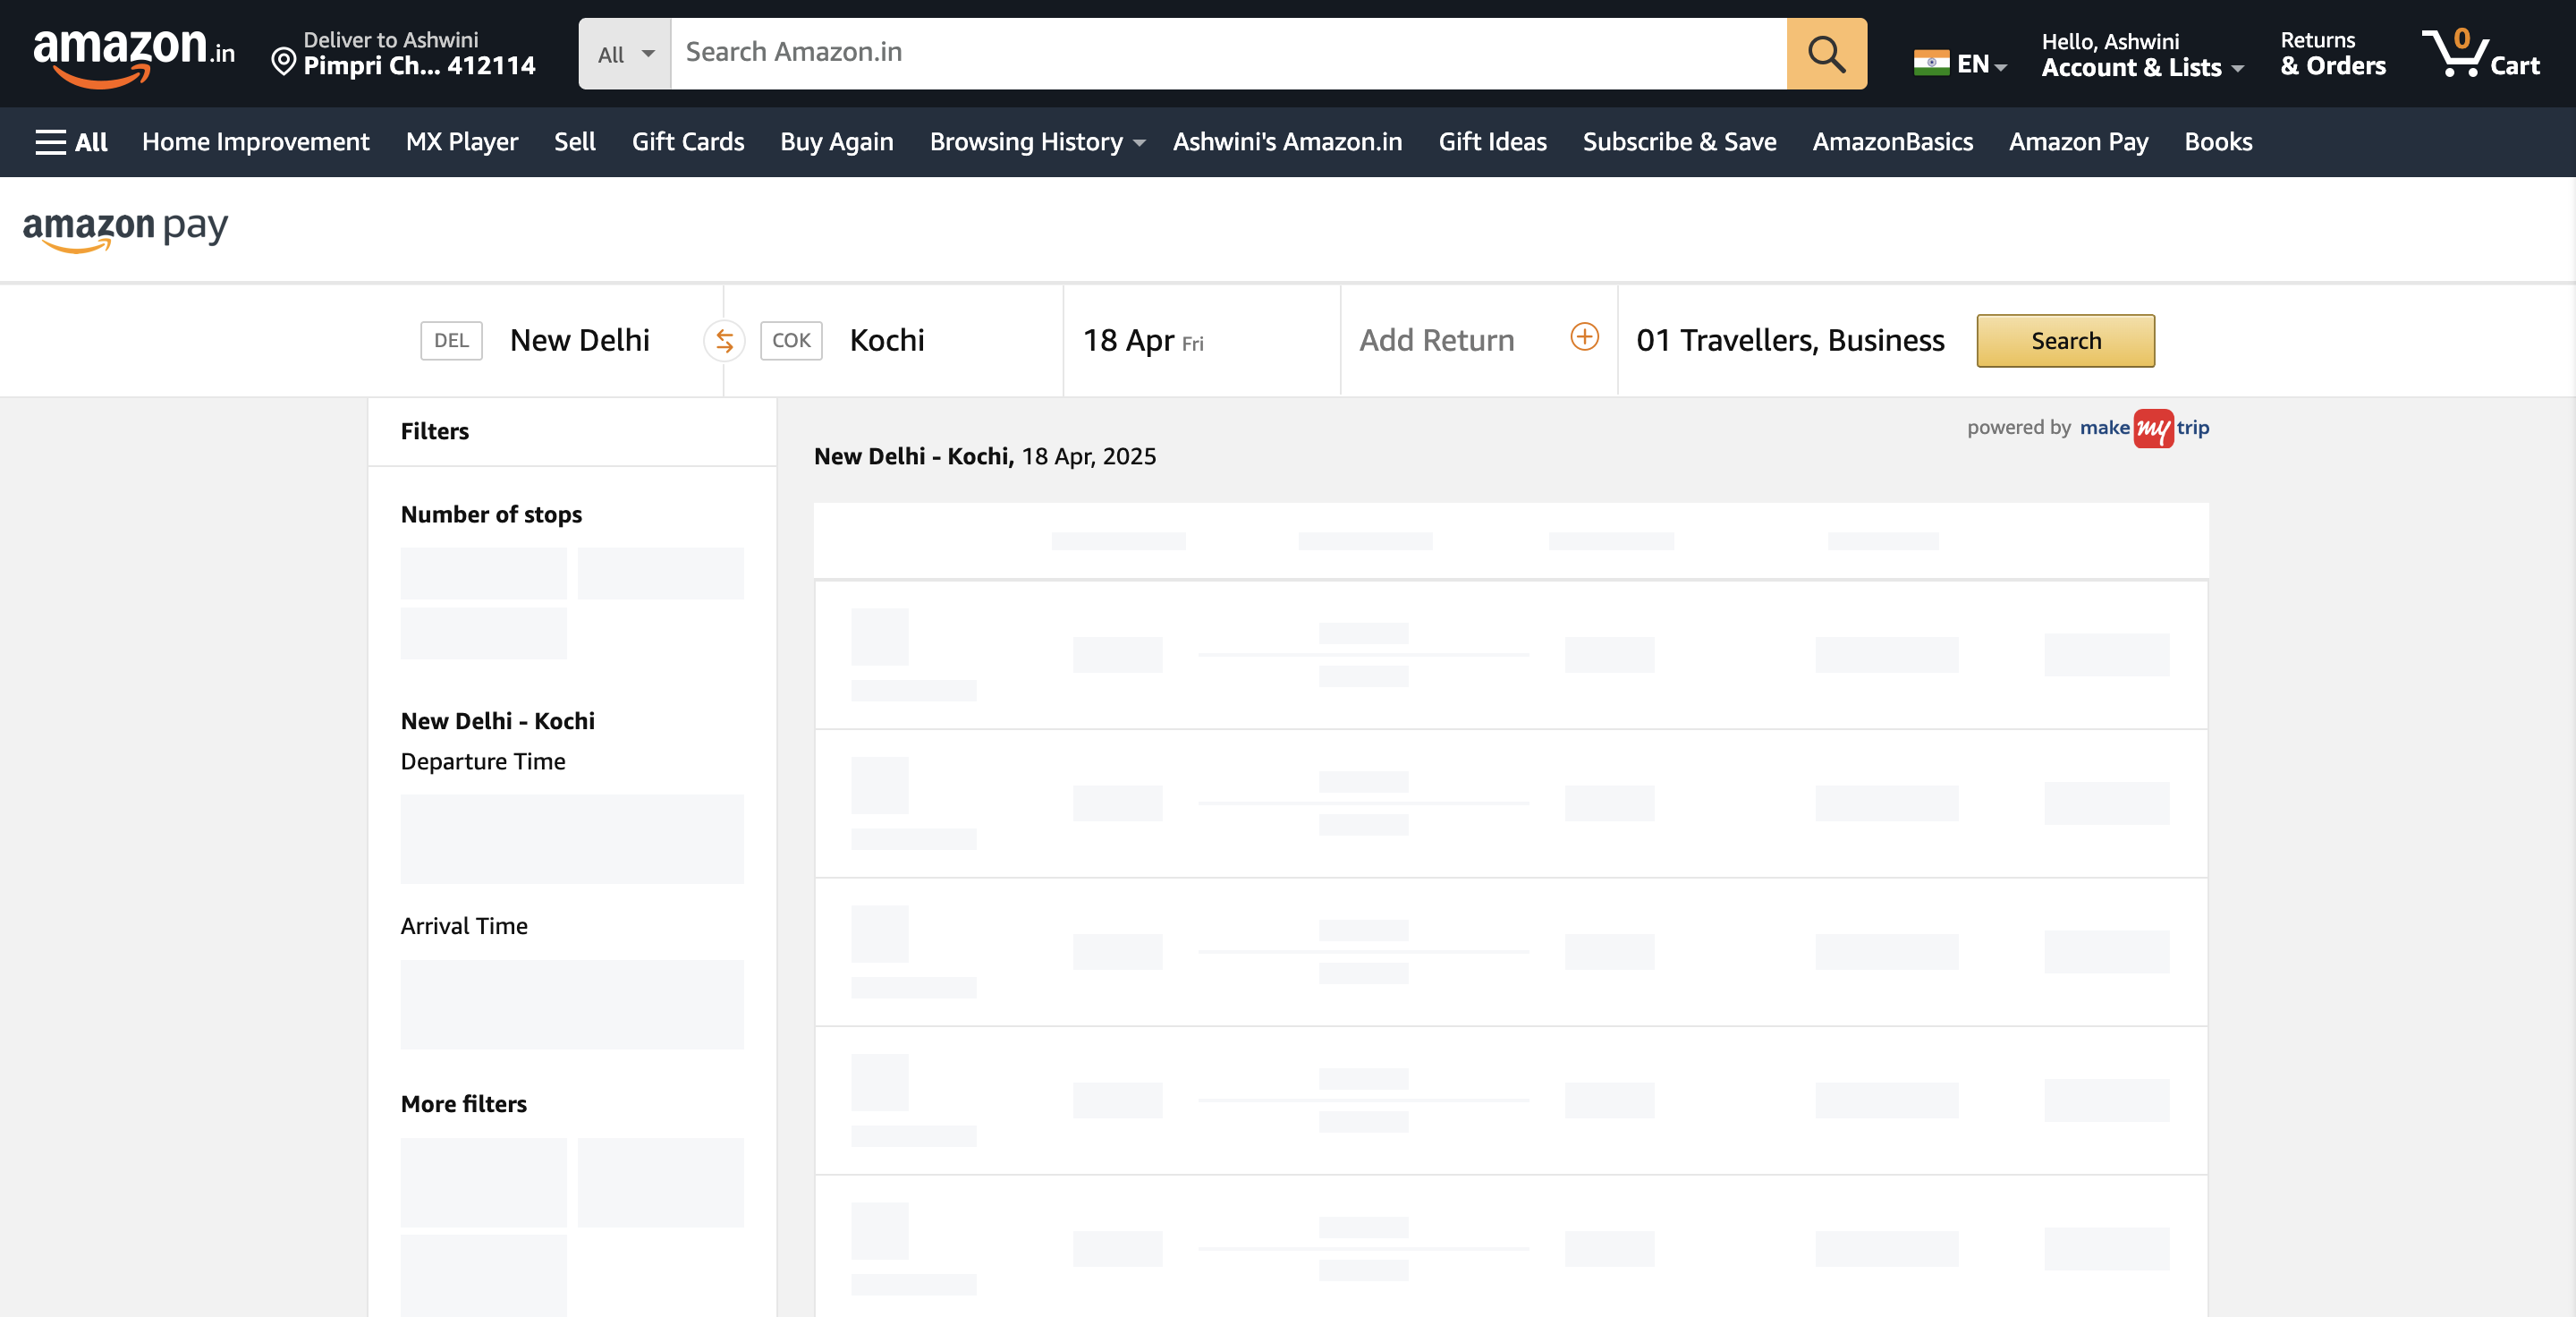 amazon.in
Deliver to Ashwini
Pimpri Ch... 412114
All
Search Amazon.in
EN
Hello, Ashwini
Account & Lists
Returns
& Orders
0
Cart
All
Home Improvement
MX Player
Sell
Gift Cards
Buy Again
Browsing History
Ashwini's Amazon.in
Gift Ideas
Subscribe & Save
AmazonBasics
Amazon Pay
Books
amazon pay
DEL New Delhi
COK Kochi
18 Apr Fri
Add Return
01 Travellers, Business
Search
Filters
Number of stops
New Delhi - Kochi
Departure Time
Arrival Time
More filters
powered by make my trip
New Delhi - Kochi, 18 Apr, 2025